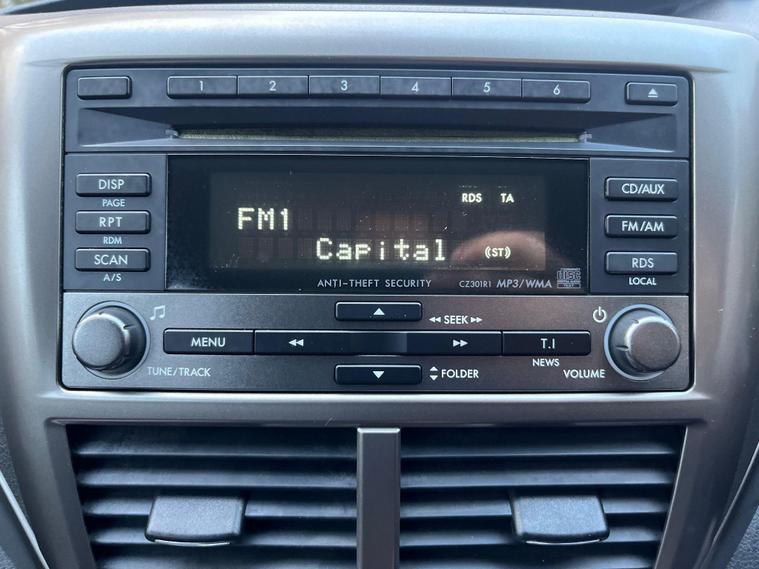 1 2 3 4 5 6
DISP
PAGE
RPT
RDM
SCAN
A/S
RDS TA
FM1
Capital ((ST))
CD/AUX
FM/AM
RDS
LOCAL
ANTI-THEFT SECURITY CZ301R1 MP3/WMA
SEEK
MENU T.I
NEWS
TUNE/TRACK FOLDER VOLUME